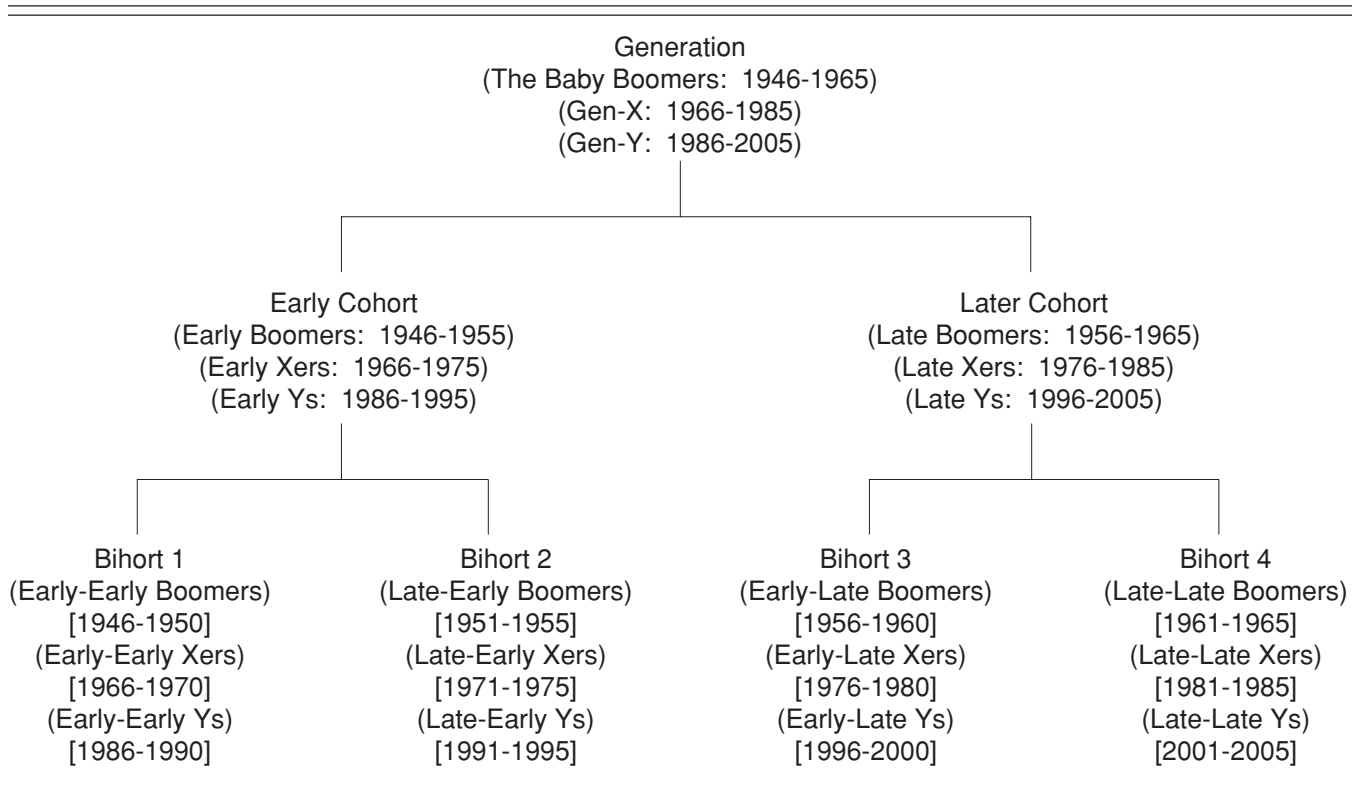 Generation
(The Baby Boomers: 1946-1965)
(Gen-X: 1966-1985)
(Gen-Y: 1986-2005)
Early Cohort
(Early Boomers: 1946-1955)
(Early Xers: 1966-1975)
(Early Ys: 1986-1995)
Later Cohort
(Late Boomers: 1956-1965)
(Late Xers: 1976-1985)
(Late Ys: 1996-2005)
Bihort 1
(Early-Early Boomers)
[1946-1950]
(Early-Early Xers)
[1966-1970]
(Early-Early Ys)
[1986-1990]
Bihort 2
(Late-Early Boomers)
[1951-1955]
(Late-Early Xers)
[1971-1975]
(Late-Early Ys)
[1991-1995]
Bihort 3
(Early-Late Boomers)
[1956-1960]
(Early-Late Xers)
[1976-1980]
(Early-Late Ys)
[1996-2000]
Bihort 4
(Late-Late Boomers)
[1961-1965]
(Late-Late Xers)
[1981-1985]
(Late-Late Ys)
[2001-2005]